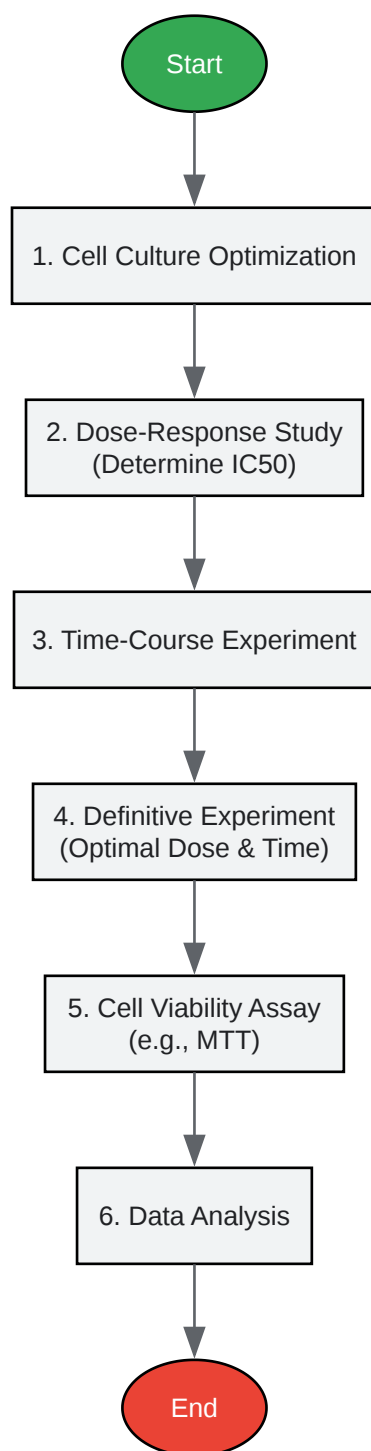 Start
1. Cell Culture Optimization
2. Dose-Response Study
(Determine IC50)
3. Time-Course Experiment
4. Definitive Experiment
(Optimal Dose & Time)
5. Cell Viability Assay
(e.g., MTT)
6. Data Analysis
End